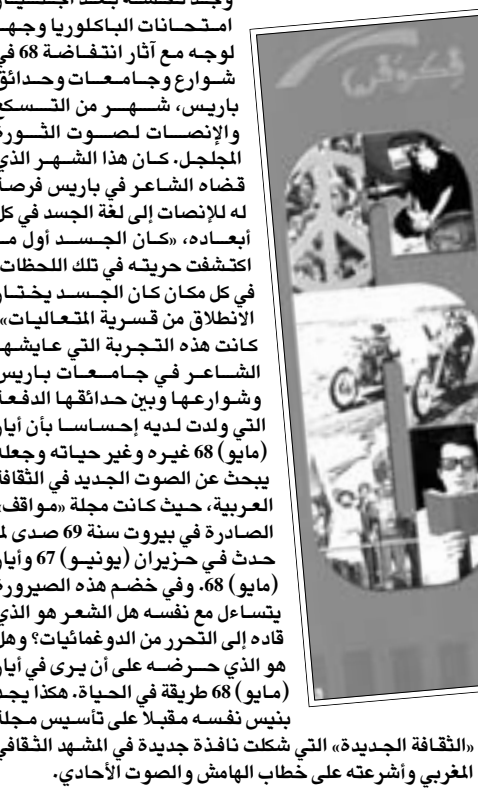 وجد نفسه بعد اجتياز
امتحانات الباكلوريا وجها
لوجه مع آثار انتفاضة 68 في
شوارع وجامعات وحدائق
باريس، شهر من التسكع
والإنصات لصوت الثورة
المجلجل. كان هذا الشهر الذي
قضاه الشاعر في باريس فرصة
له للإنصات إلى لغة الجسد في كل
أبعاده، «كان الجسد أول مـ
اكتشفت حريته في تلك اللحظات
في كل مكان كان الجسد يختار
الانطلاق من قسرية المتعاليات»
كانت هذه التجربة التي عايشها
الشاعر في جامعات باريس
وشوارعها وبين حدائقها الدفعة
التي ولدت لديه إحساسا بأن أيار
(مايو) 68 غيره وغير حياته وجعله
يبحث عن الصوت الجديد في الثقافة
العربية، حيث كانت مجلة «مواقف»
الصادرة في بيروت سنة 69 صدى لما
حدث في حزيران (يونيو) 67 وأيار
(مايو) 68. وفي خضم هذه الصيرورة
يتساءل مع نفسه هل الشعر هو الذي
قاده إلى التحرر من الدوغمائيات؟ وهل
هو الذي حرضه على أن يرى في أيار
(مايو) 68 طريقة في الحياة. هكذا يجد
بنيس نفسه مقبلا على تأسيس مجلة
«الثقافة الجديدة» التي شكلت نافذة جديدة في المشهد الثقافي
المغربي وأشرعته على خطاب الهامش والصوت الأحادي.